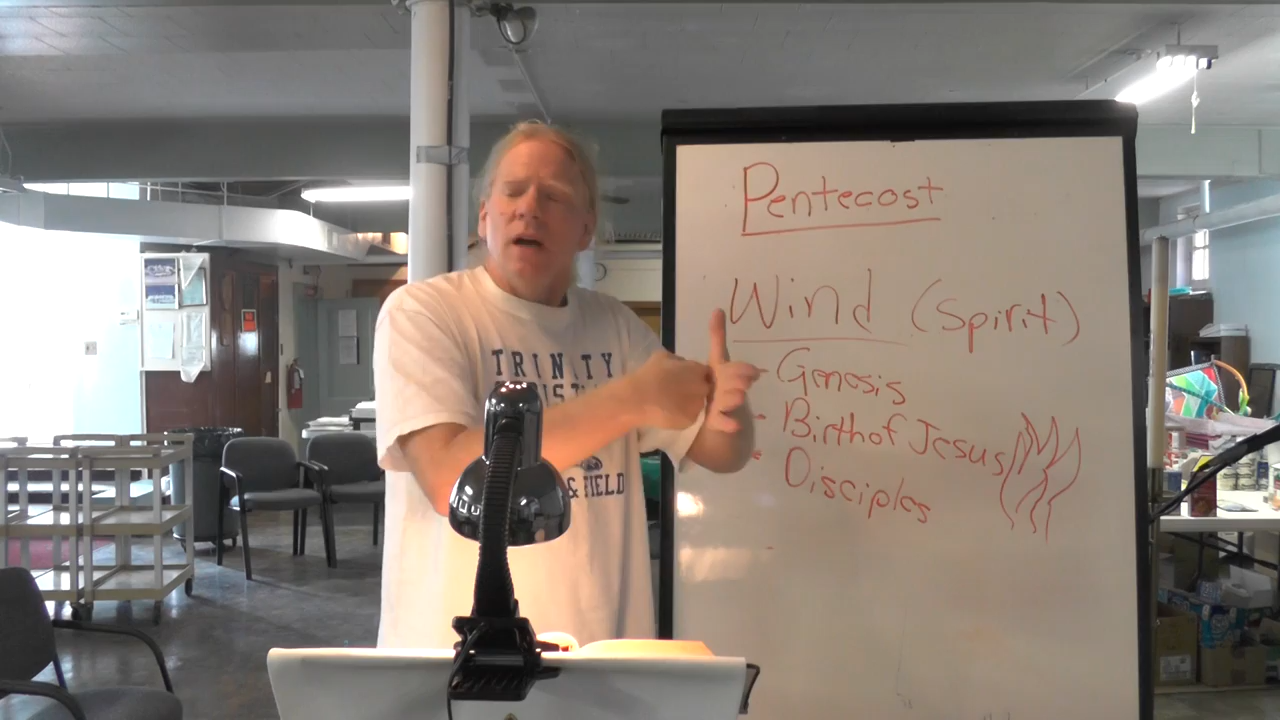 Pentecost
Wind (Spirit)
- Genesis
- Birth of Jesus
- Disciples
TRINITY
& FIELD